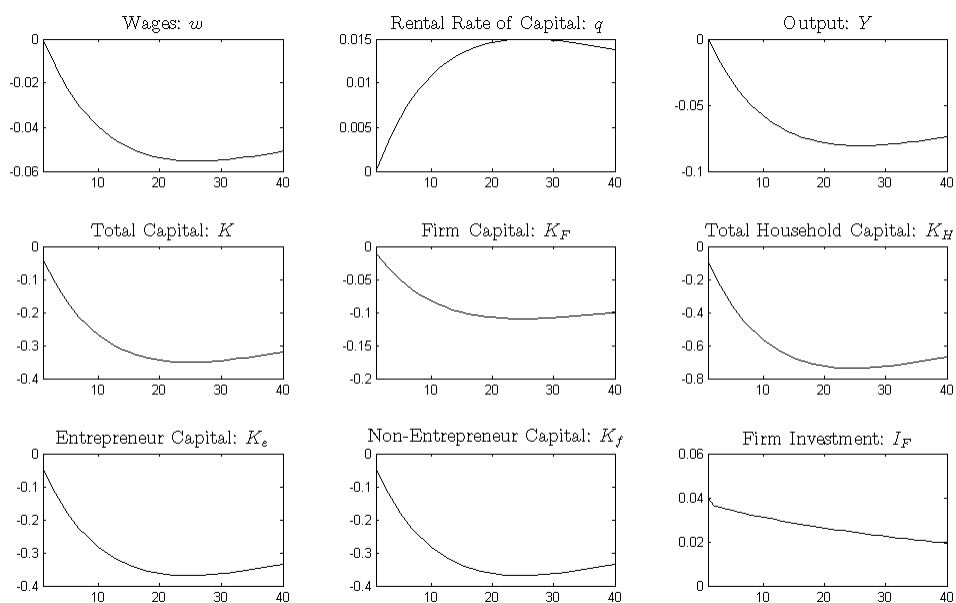 Wages: w
Rental Rate of Capital: q
Output: Y
0
-0.02
-0.04
-0.06
10 20 30 40
0.015
0.01
0.005
0
10 20 30 40
0
-0.05
-0.1
10 20 30 40
Total Capital: K
Firm Capital: K_F
Total Household Capital: K_H
0
-0.1
-0.2
-0.3
-0.4
10 20 30 40
0
-0.05
-0.1
-0.15
-0.2
10 20 30 40
0
-0.2
-0.4
-0.6
-0.8
10 20 30 40
Entrepreneur Capital: K_e
Non-Entrepreneur Capital: K_f
Firm Investment: I_F
0
-0.1
-0.2
-0.3
-0.4
10 20 30 40
0
-0.1
-0.2
-0.3
-0.4
10 20 30 40
0.06
0.04
0.02
0
10 20 30 40